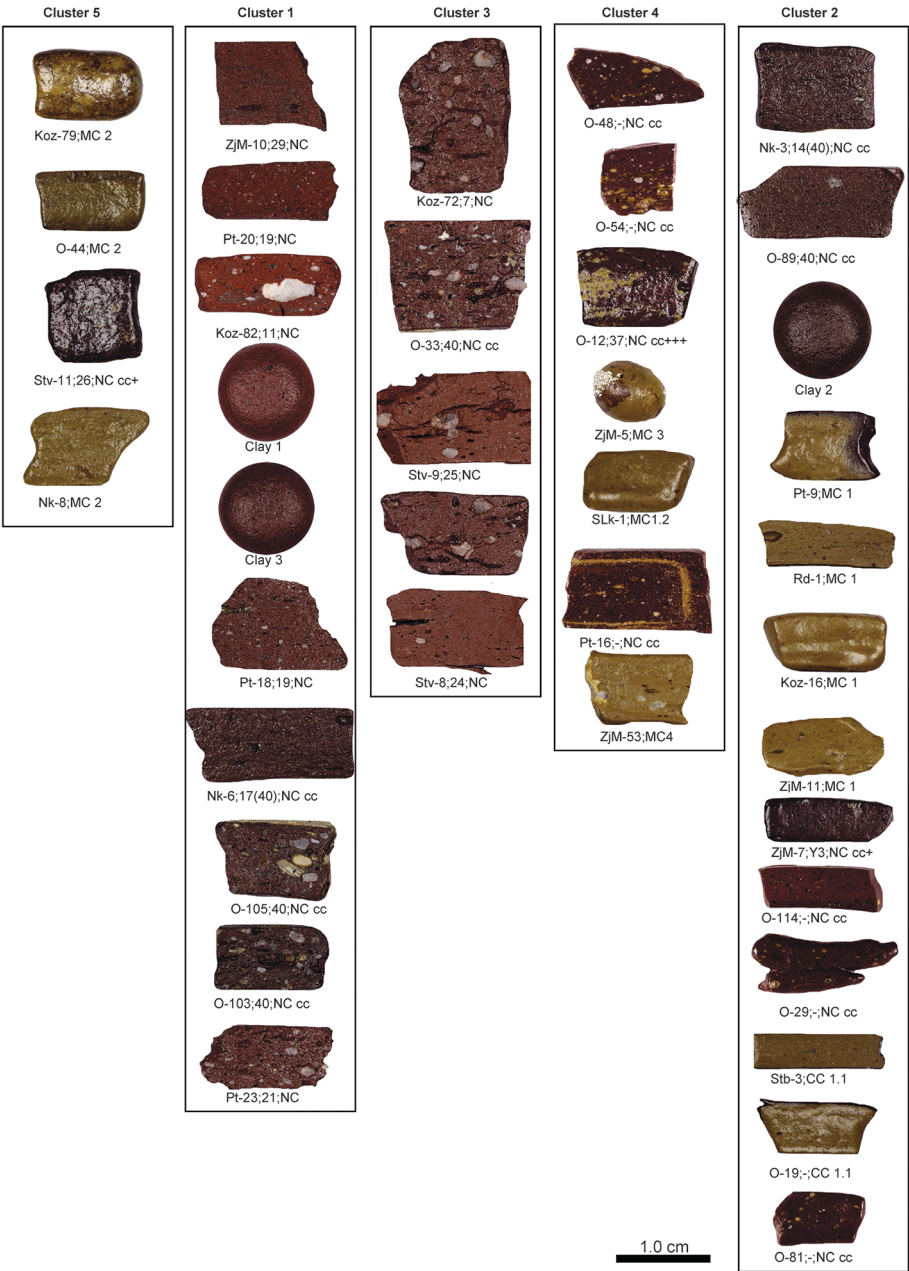 Cluster 5
Koz-79;MC 2
O-44;MC 2
Stv-11;26;NC cc+
Nk-8;MC 2
Cluster 1
ZjM-10;29;NC
Pt-20;19;NC
Koz-82;11;NC
Clay 1
Clay 3
Pt-18;19;NC
Nk-6;17(40);NC cc
O-105;40;NC cc
O-103;40;NC cc
Pt-23;21;NC
Cluster 3
Koz-72;7;NC
O-33;40;NC cc
Stv-9;25;NC
Stv-8;24;NC
Cluster 4
O-48;-;NC cc
O-54;-;NC cc
O-12;37;NC cc+++
ZjM-5;MC 3
SLk-1;MC1.2
Pt-16;-;NC cc
ZjM-53;MC4
Cluster 2
Nk-3;14(40);NC cc
O-89;40;NC cc
Clay 2
Pt-9;MC 1
Rd-1;MC 1
Koz-16;MC 1
ZjM-11;MC 1
ZjM-7;Y3;NC cc+
O-114;-;NC cc
O-29;-;NC cc
Stb-3;CC 1.1
O-19;-;CC 1.1
O-81;-;NC cc
1.0 cm